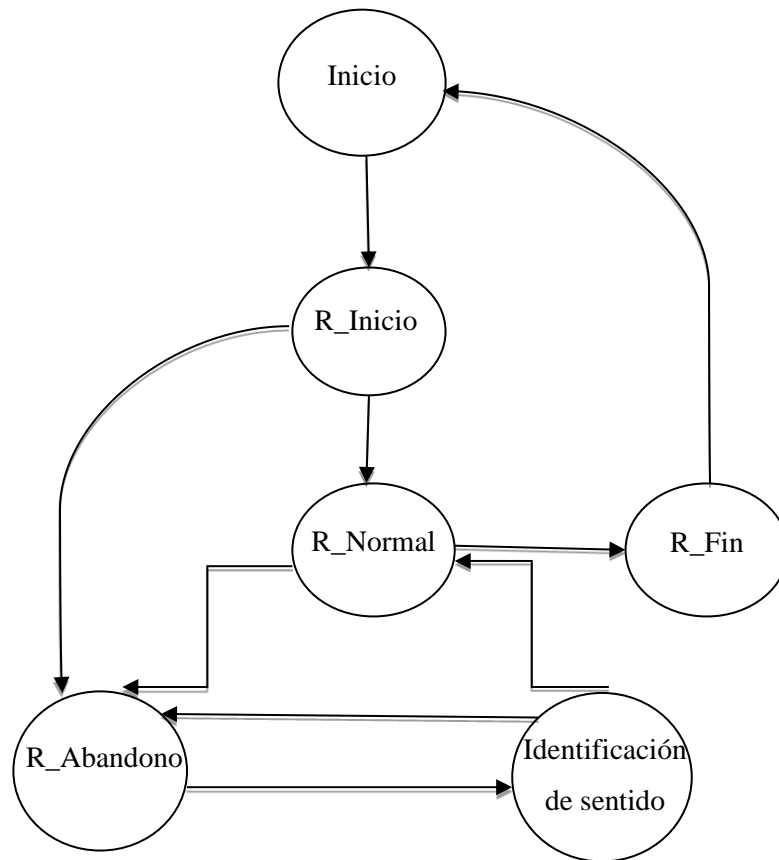 Inicio
R_Inicio
R_Normal
R_Fin
R_Abandono
Identificación
de sentido